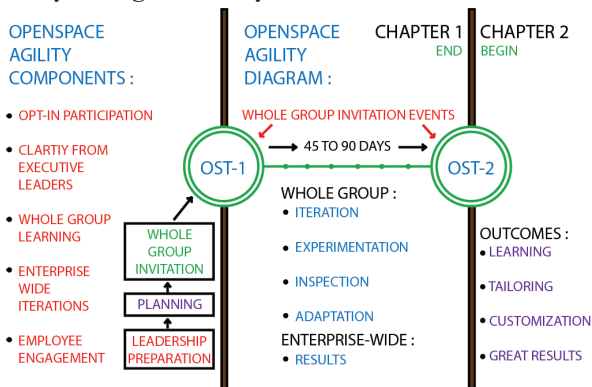 OPENSPACE
AGILITY
COMPONENTS :
• OPT-IN PARTICIPATION
• CLARTIY FROM
EXECUTIVE
LEADERS
• WHOLE GROUP
LEARNING
• ENTERPRISE
WIDE
ITERATIONS
• EMPLOYEE
ENGAGEMENT
WHOLE
GROUP
INVITATION
PLANNING
LEADERSHIP
PREPARATION
OST-1
OPENSPACE
AGILITY
DIAGRAM :
CHAPTER 1
END
CHAPTER 2
BEGIN
WHOLE GROUP INVITATION EVENTS
45 TO 90 DAYS
OST-2
WHOLE GROUP :
• ITERATION
• EXPERIMENTATION
• INSPECTION
• ADAPTATION
ENTERPRISE-WIDE :
• RESULTS
OUTCOMES :
• LEARNING
• TAILORING
• CUSTOMIZATION
• GREAT RESULTS